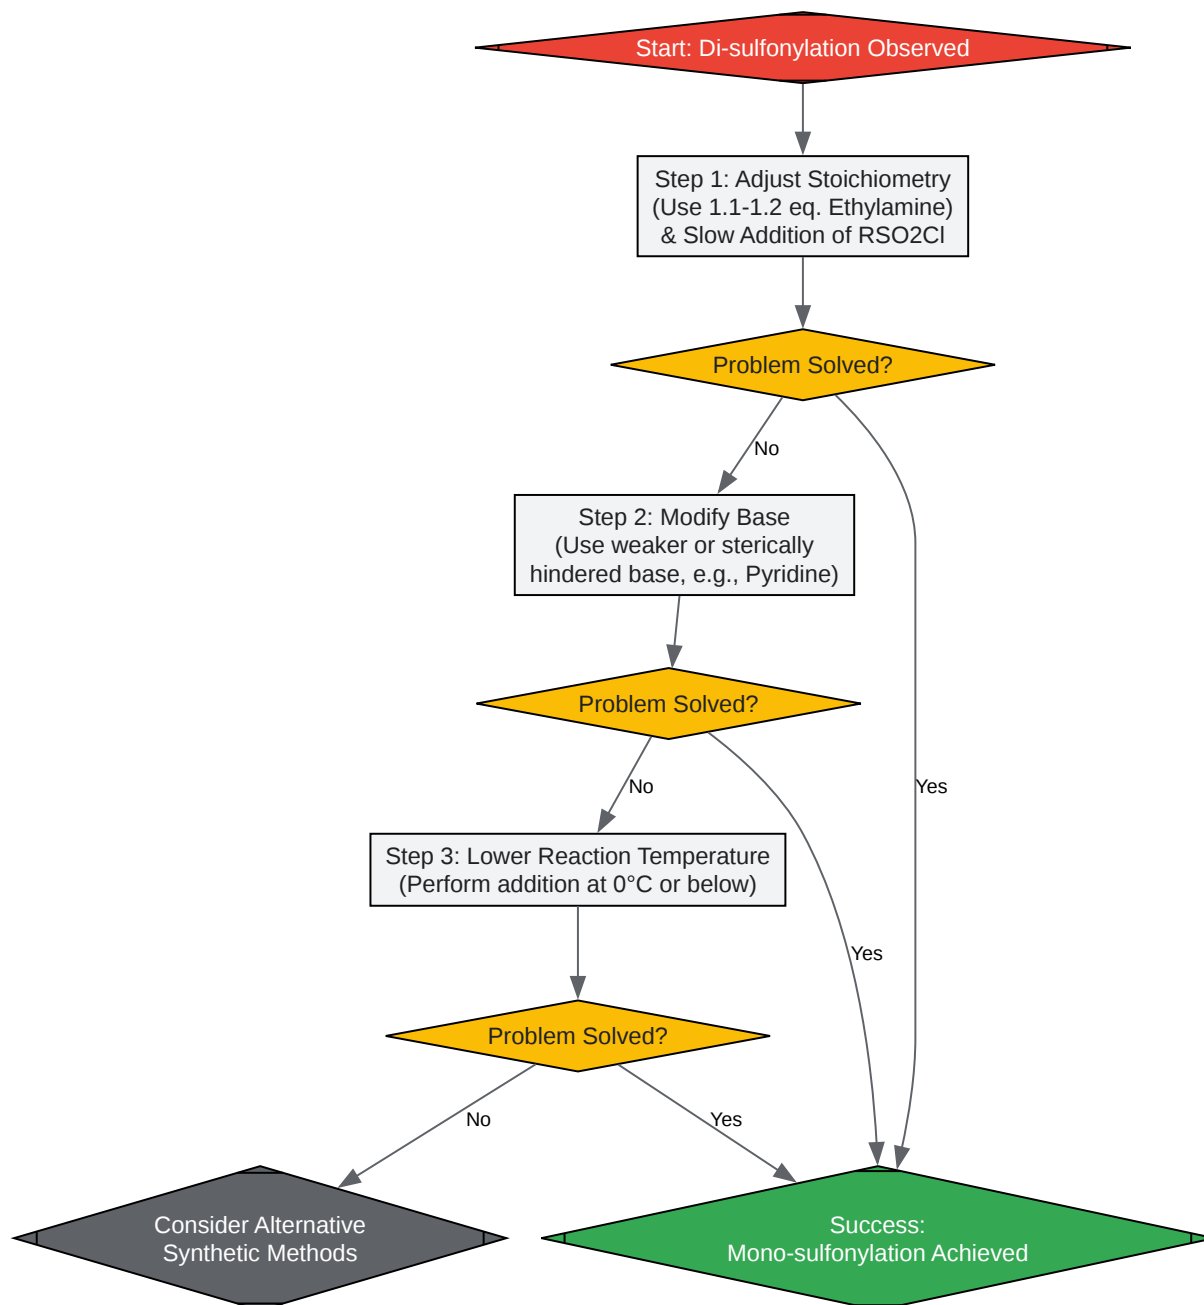 Start: Di-sulfonylation Observed
Step 1: Adjust Stoichiometry
(Use 1.1-1.2 eq. Ethylamine)
& Slow Addition of RSO2Cl
Problem Solved?
No
Step 2: Modify Base
(Use weaker or sterically
hindered base, e.g., Pyridine)
Problem Solved?
No
Yes
Step 3: Lower Reaction Temperature
(Perform addition at 0°C or below)
Yes
Problem Solved?
No
Yes
Consider Alternative
Synthetic Methods
Success:
Mono-sulfonylation Achieved